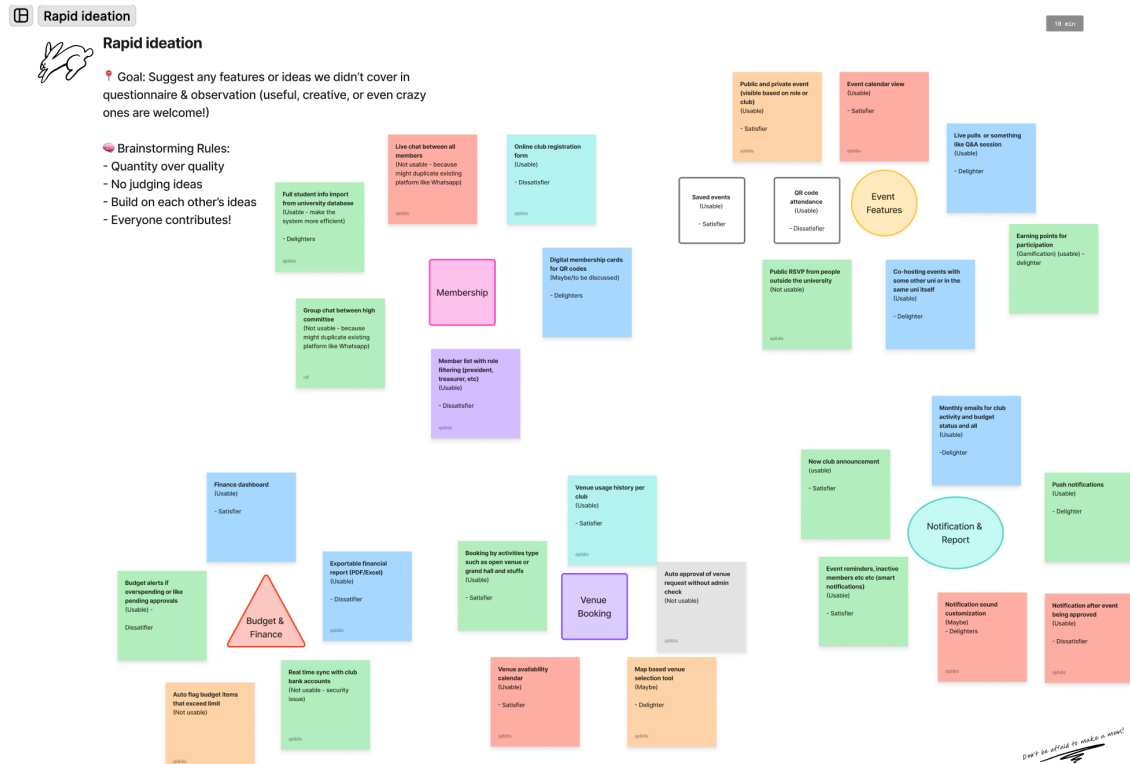 Rapid ideation
10 min
Rapid ideation
📍 Goal: Suggest any features or ideas we didn't cover in
questionnaire & observation (useful, creative, or even crazy
ones are welcome!)
🧠 Brainstorming Rules:
- Quantity over quality
- No judging ideas
- Build on each other's ideas
- Everyone contributes!
Full student info import
from university database
(Usable - make the
system more efficient)
- Delighters
Live chat between all
members
(Not usable - because
might duplicate existing
platform like Whatsapp)
Online club registration
form
(Usable)
- Dissatisfier
Membership
Digital membership cards
for QR codes
(Maybe/to be discussed)
- Delighters
Group chat between high
committee
(Not usable - because
might duplicate existing
platform like Whatsapp)
Member list with role
filtering (president,
treasurer, etc)
(Usable)
- Dissatisfier
Public and private event
(visible based on role or
club)
(Usable)
- Satisfier
Event calendar view
(Usable)
- Satisfier
Live polls or something
like Q&A session
(Usable)
- Delighter
Saved events
(Usable)
- Satisfier
QR code
attendance
(Usable)
- Dissatisfier
Event
Features
Earning points for
participation
(Gamification) (usable) -
delighter
Public RSVP from people
outside the university
(Not usable)
Co-hosting events with
some other uni or in the
same uni itself
(Usable)
- Delighter
Finance dashboard
(Usable)
- Satisfier
Budget alerts if
overspending or like
pending approvals
(Usable) -
Dissatifier
Budget &
Finance
Exportable financial
report (PDF/Excel)
(Usable)
- Dissatifier
Auto flag budget items
that exceed limit
(Not usable)
Real time sync with club
bank accounts
(Not usable - security
issue)
Venue usage history per
club
(Usable)
- Satisfier
Booking by activities type
such as open venue or
grand hall and stuffs
(Usable)
- Satisfier
Venue
Booking
Auto approval of venue
request without admin
check
(Not usable)
Venue availability
calendar
(Usable)
- Satisfier
Map based venue
selection tool
(Maybe)
- Delighter
Monthly emails for club
activity and budget
status and all
(Usable)
-Delighter
New club announcement
(usable)
- Satisfier
Notification &
Report
Push notifications
(Usable)
- Delighter
Event reminders, inactive
members etc etc (smart
notifications)
(Usable)
- Satisfier
Notification sound
customization
(Maybe)
- Delighters
Notification after event
being approved
(Usable)
- Dissatisfier
Don't be afraid to make a mess!